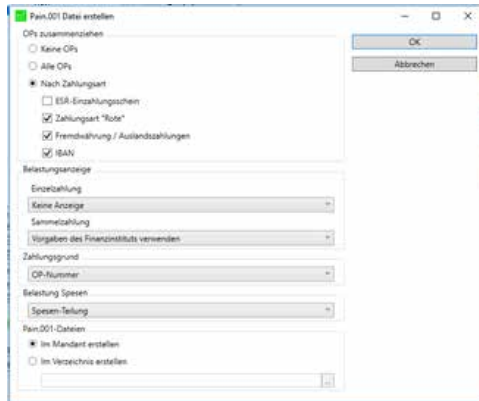 Pain.001 Datei erstellen
OPs zusammenziehen
Keine OPs
OK
Alle OPs
Abbrechen
Nach Zahlungsart
ESR-Einzahlungsschein
Zahlungsart "Rote"
Fremdwährung / Auslandszahlungen
IBAN
Belastungsanzeige
Einzelzahlung
Keine Anzeige
Sammelzahlung
Vorgaben des Finanzinstituts verwenden
Zahlungsgrund
OP-Nummer
Belastung Spesen
Spesen-Teilung
Pain.001-Dateien
Im Mandant erstellen
Im Verzeichnis erstellen
...